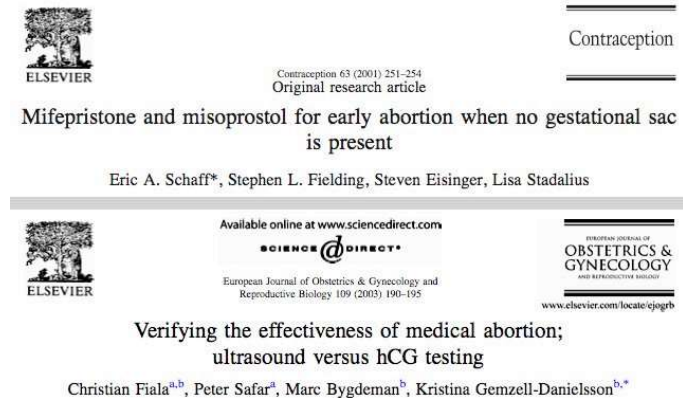 ELSEVIER
Contraception
Contraception 63 (2001) 251–254
Original research article
Mifepristone and misoprostol for early abortion when no gestational sac
is present
Eric A. Schaff*, Stephen L. Fielding, Steven Eisinger, Lisa Stadalius
ELSEVIER
Available online at www.sciencedirect.com
SCIENCE @ DIRECT•
European Journal of Obstetrics & Gynecology and
Reproductive Biology 109 (2003) 190–195
EUROPEAN JOURNAL OF
OBSTETRICS &
GYNECOLOGY
AND REPRODUCTIVE BIOLOGY
www.elsevier.com/locate/ejogrb
Verifying the effectiveness of medical abortion;
ultrasound versus hCG testing
Christian Fialaa,b, Peter Safara, Marc Bygdemanb, Kristina Gemzell-Danielssonb,*